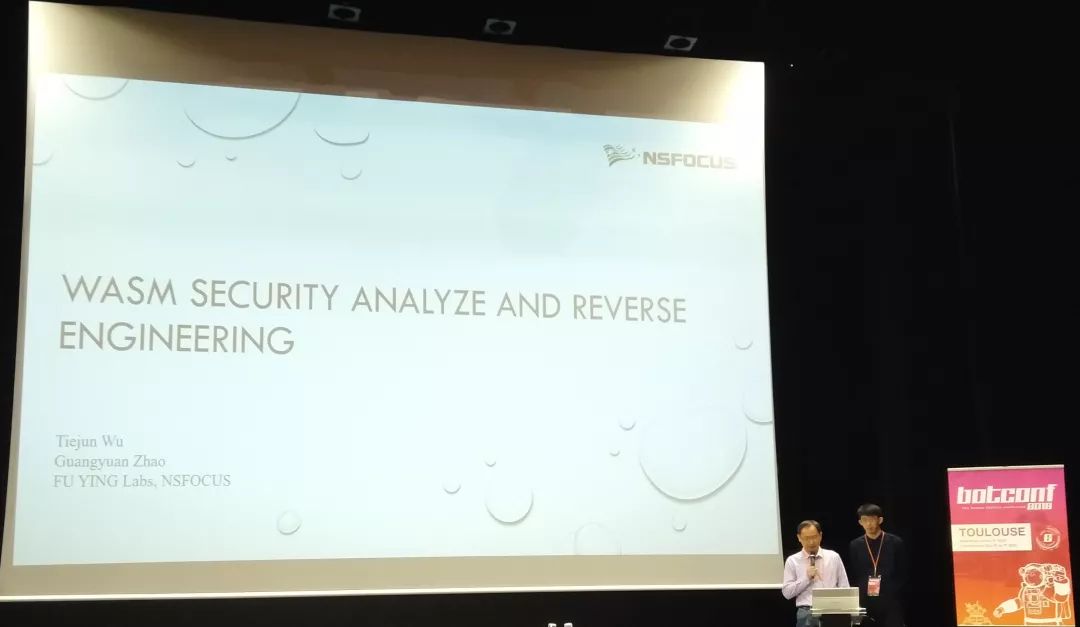 NSFOCUS
WASM SECURITY ANALYZE AND REVERSE
ENGINEERING
Tiejun Wu
Guangyuan Zhao
FU YING Labs, NSFOCUS
botconf
2018
TOULOUSE